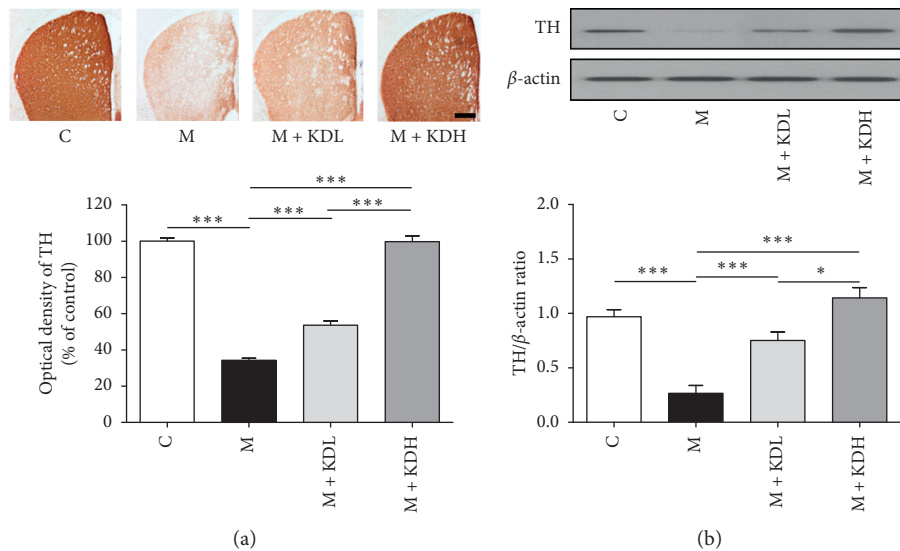 C
M
M + KDL
M + KDH
Optical density of TH
(% of control)
120
100
80
60
40
20
0
***
***
***
***
C
M
M + KDL
M + KDH
(a)
TH
β-actin
C
M
M + KDL
M + KDH
TH/β-actin ratio
2.0
1.5
1.0
0.5
0.0
***
***
***
*
C
M
M + KDL
M + KDH
(b)